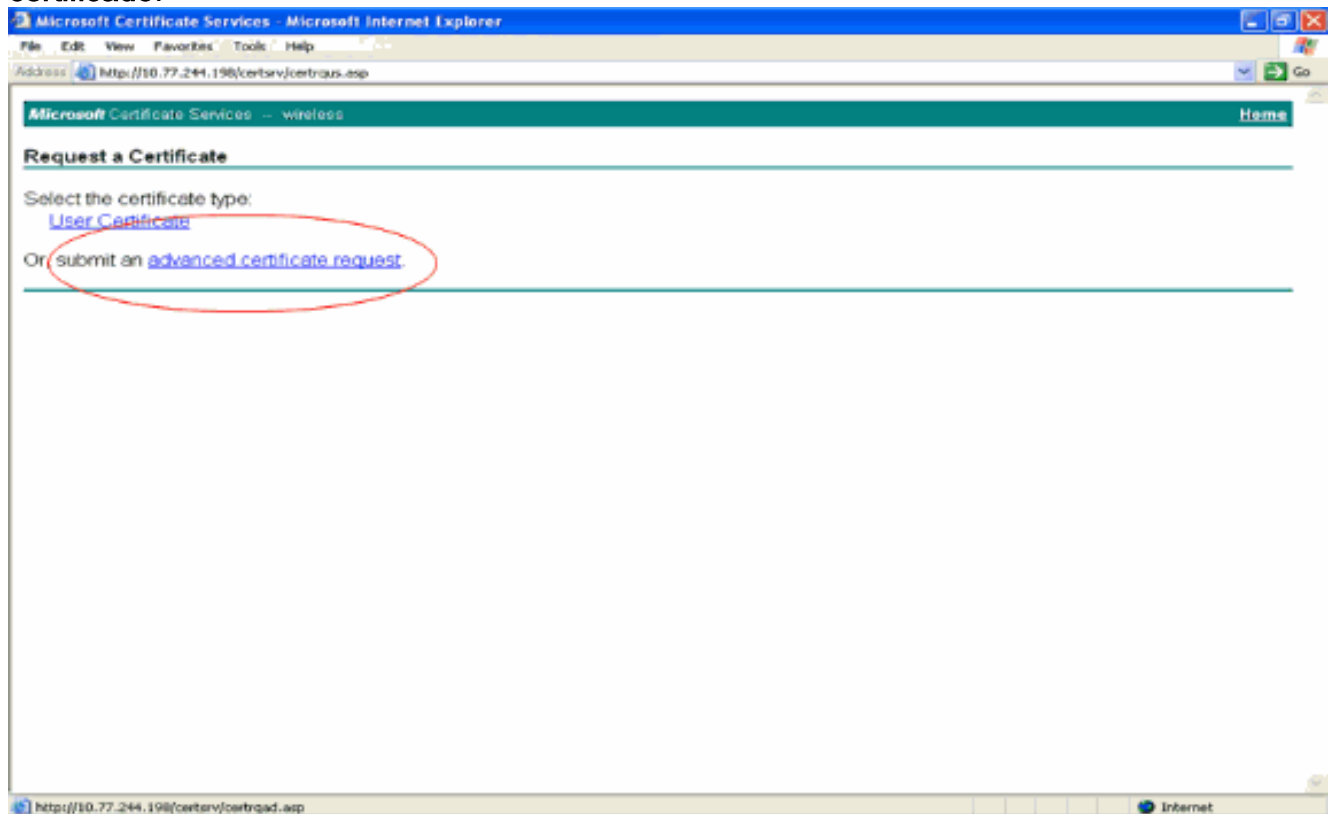 Microsoft Certificate Services - Microsoft Internet Explorer
File Edit View Favorites Tools Help
Address http://10.77.244.198/certsrv/certrqus.asp Go
Microsoft Certificate Services -- wireless Home
Request a Certificate
Select the certificate type:
User Certificate
Or, submit an advanced certificate request.
http://10.77.244.198/certsrv/certrqad.asp Internet